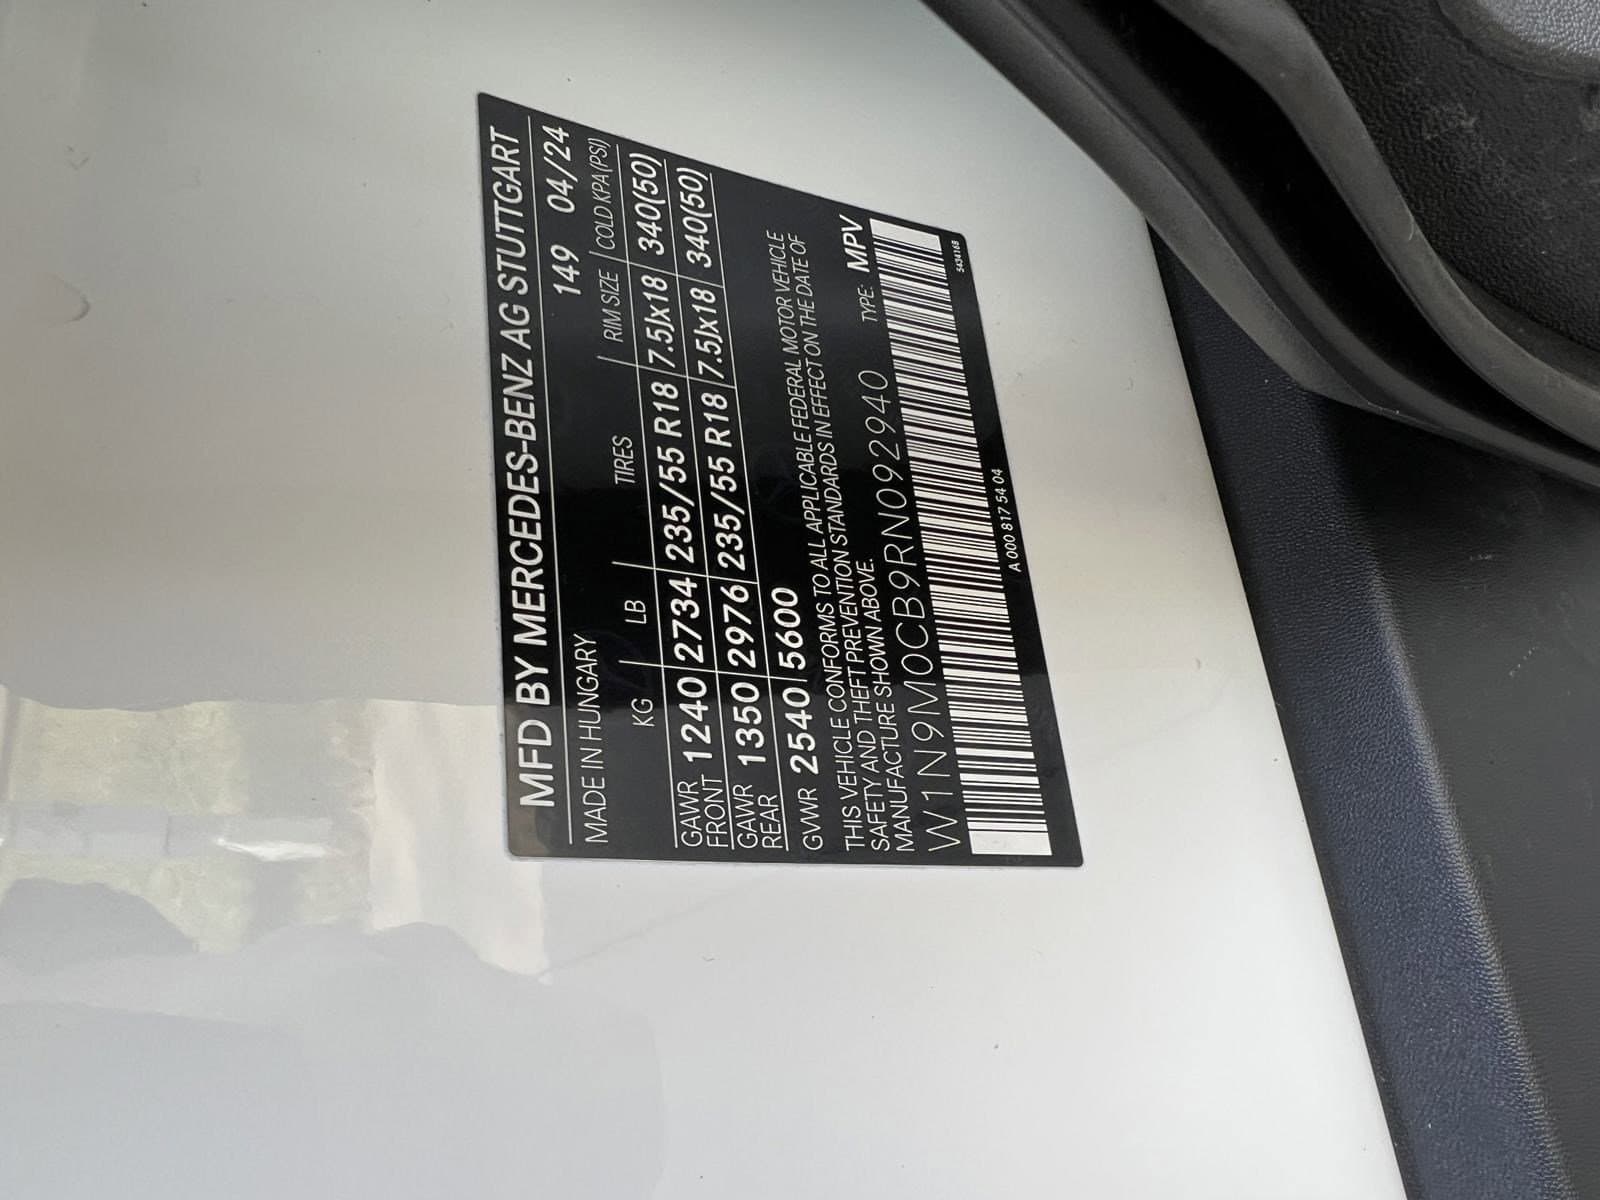 MFD BY MERCEDES-BENZ AG STUTTGART
MADE IN HUNGARY 149 04/24
KG LB TIRES RIM SIZE COLD KPA(PSI)
GAWR FRONT 1240 2734 235/55 R18 7.5Jx18 340(50)
GAWR REAR 1350 2976 235/55 R18 7.5Jx18 340(50)
GVWR 2540 5600
THIS VEHICLE CONFORMS TO ALL APPLICABLE FEDERAL MOTOR VEHICLE
SAFETY AND THEFT PREVENTION STANDARDS IN EFFECT ON THE DATE OF
MANUFACTURE SHOWN ABOVE.
W1N9M0CB9RN092940 TYPE: MPV
A 000 817 54 04
543416B